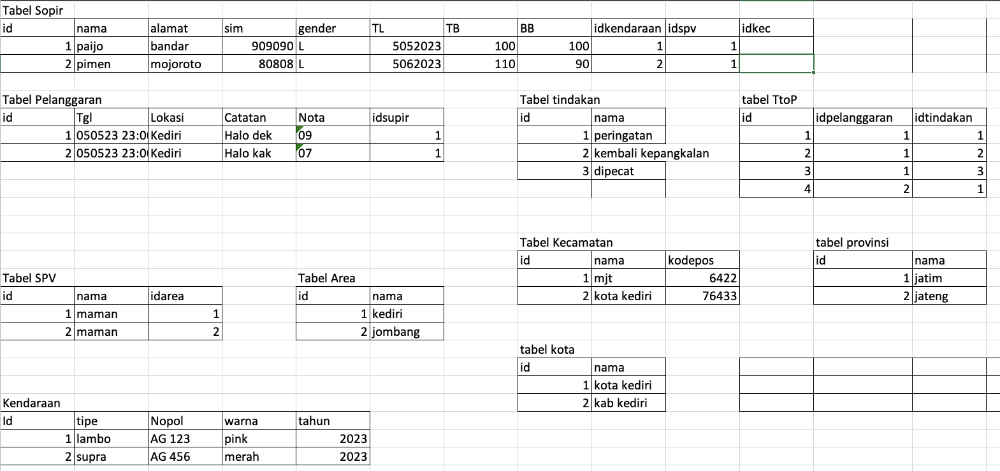 Tabel Sopir
id nama alamat sim gender TL TB BB idkendaraan idspv idkec
1 paijo bandar 909090 L 5052023 100 100 1 1
2 pimen mojoroto 80808 L 5062023 110 90 2 1
Tabel Pelanggaran
id Tgl Lokasi Catatan Nota idsupir
1 050523 23:0 Kediri Halo dek 09 1
2 050523 23:0 Kediri Halo kak 07 1
Tabel tindakan
id nama
1 peringatan
2 kembali kepangkalan
3 dipecat
tabel TtoP
id idpelanggaran idtindakan
1 1 1
2 1 2
3 1 3
4 2 1
Tabel SPV
id nama idarea
1 maman 1
2 maman 2
Tabel Area
id nama
1 kediri
2 jombang
Tabel Kecamatan
id nama kodepos
1 mjt 6422
2 kota kediri 76433
tabel provinsi
id nama
1 jatim
2 jateng
tabel kota
id nama
1 kota kediri
2 kab kediri
Kendaraan
Id tipe Nopol warna tahun
1 lambo AG 123 pink 2023
2 supra AG 456 merah 2023